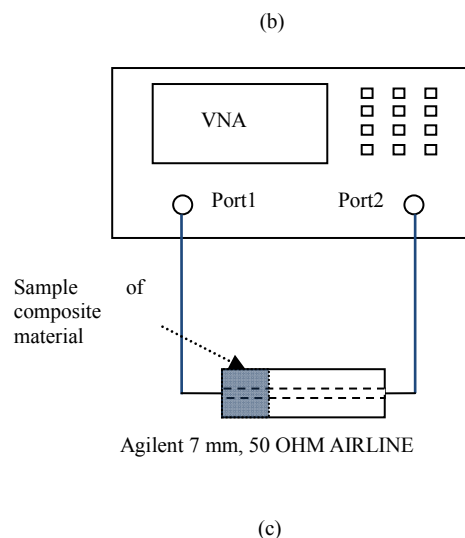 (b)
VNA
Port1 Port2
Sample of
composite
material
Agilent 7 mm, 50 OHM AIRLINE
(c)